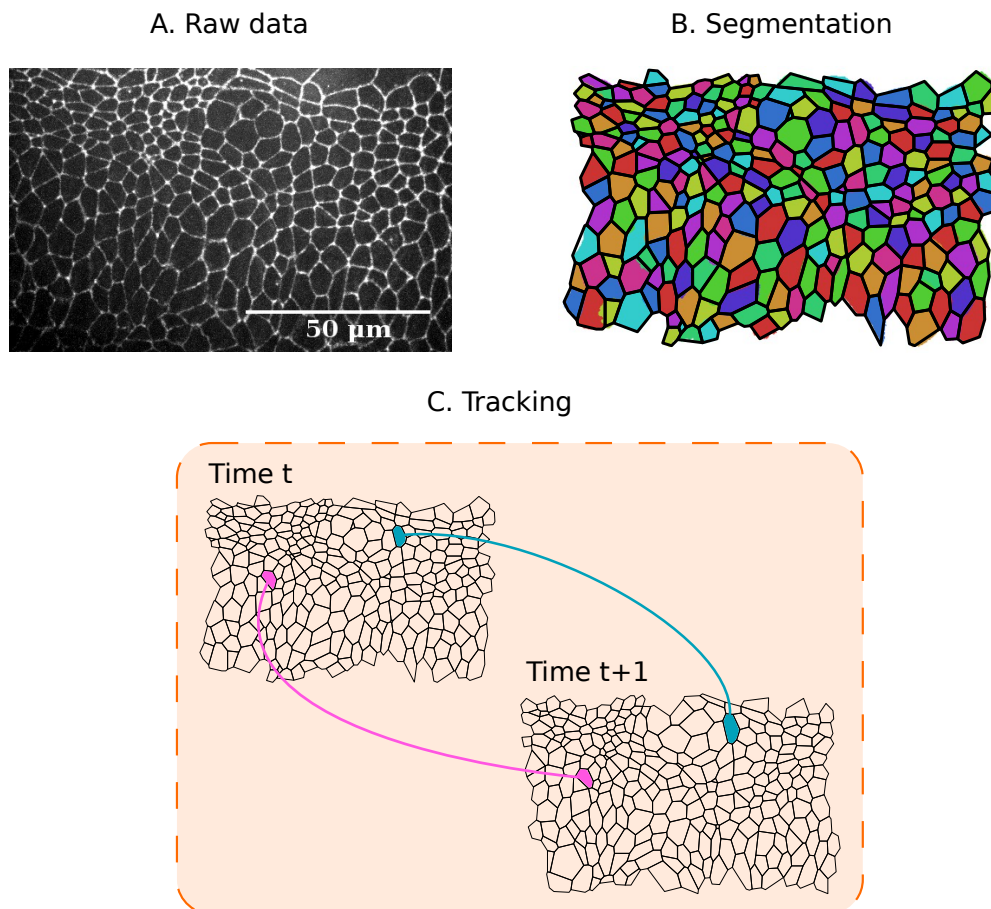 A. Raw data
B. Segmentation
50 µm
C. Tracking
Time t
Time t+1